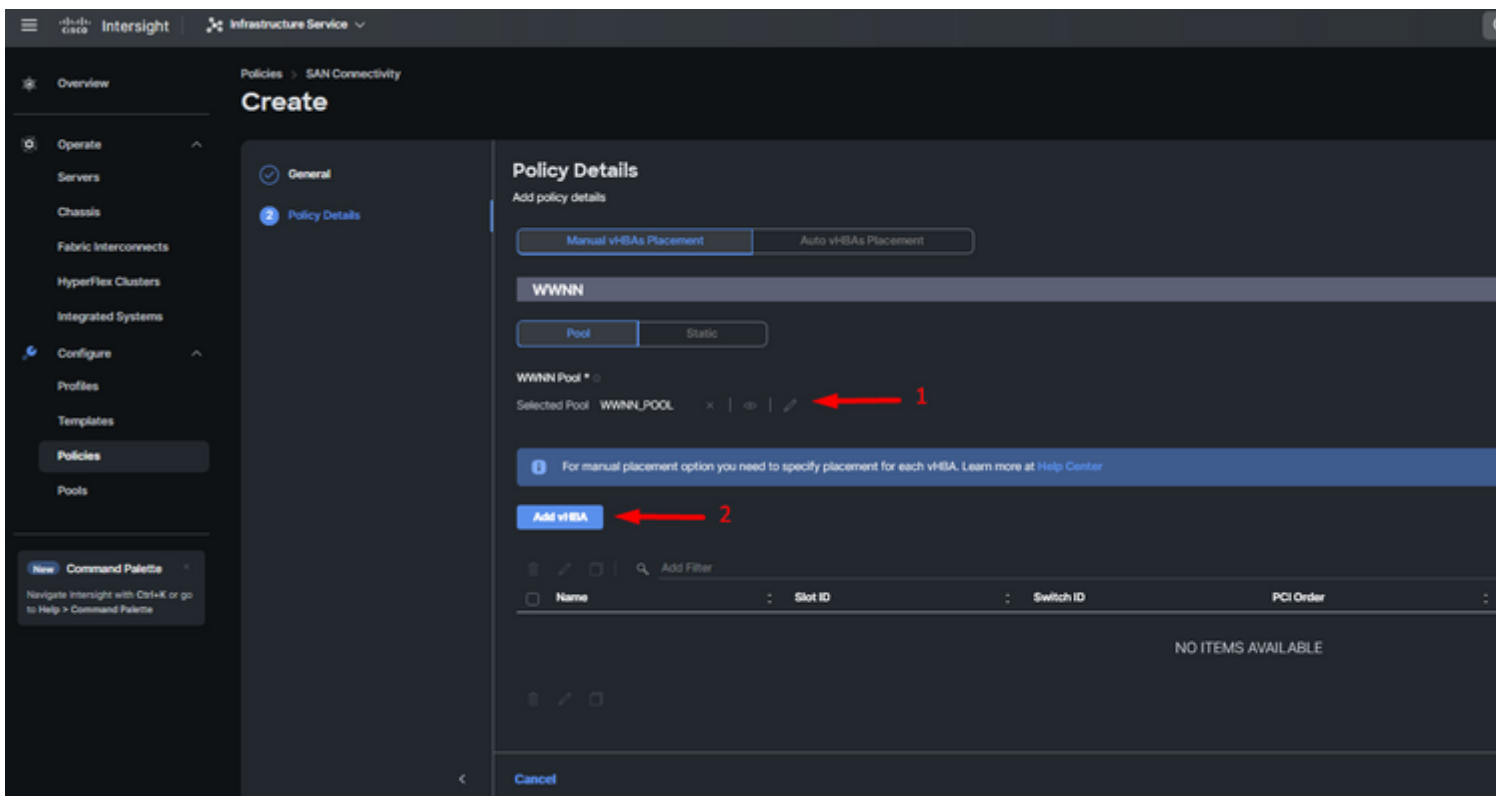 cisco Intersight Infrastructure Service
Overview
Policies > SAN Connectivity
Create
Operate
Servers
Chassis
Fabric Interconnects
HyperFlex Clusters
Integrated Systems
Configure
Profiles
Templates
Policies
Pools
New Command Palette
Navigate Intersight with Ctrl+K or go
to Help > Command Palette
General
2 Policy Details
Policy Details
Add policy details
Manual vHBAs Placement Auto vHBAs Placement
WWNN
Pool Static
WWNN Pool *
Selected Pool WWNN_POOL × 1
For manual placement option you need to specify placement for each vHBA. Learn more at Help Center
Add vHBA 2
Add Filter
Name Slot ID Switch ID PCI Order
NO ITEMS AVAILABLE
Cancel